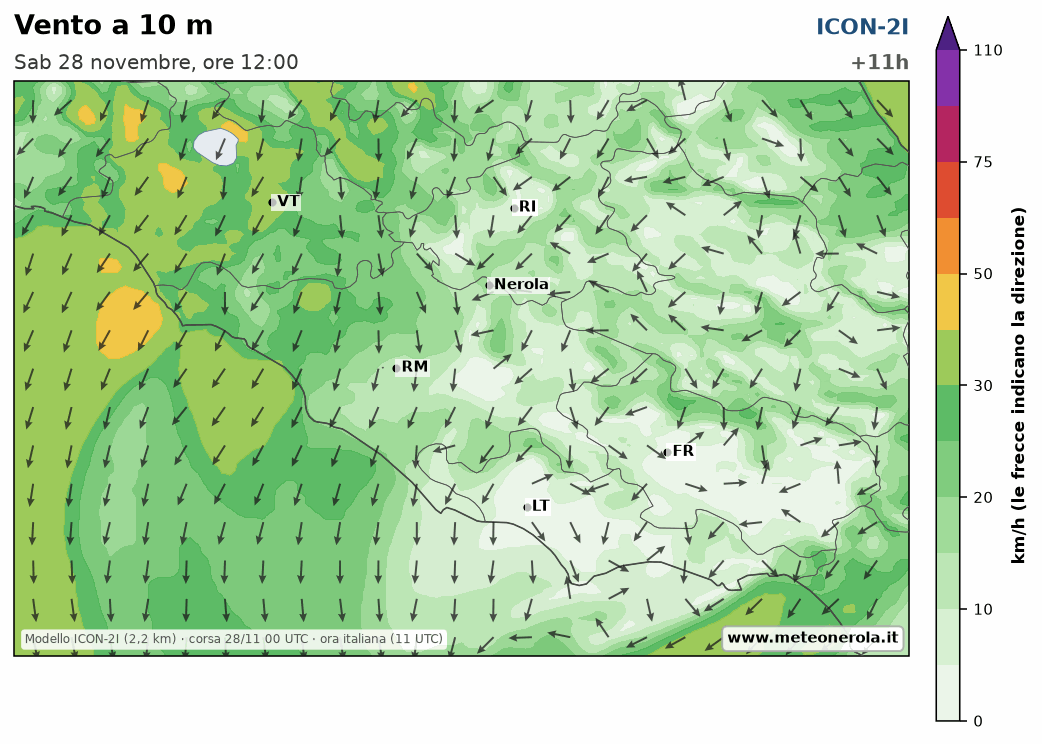 Vento a 10 m
ICON-2I
Sab 28 novembre, ore 12:00
+11h
VT
RI
Nerola
RM
FR
LT
Modello ICON-2I (2,2 km) · corsa 28/11 00 UTC · ora italiana (11 UTC)
www.meteonerola.it
110
75
50
30
20
10
0
km/h (le frecce indicano la direzione)